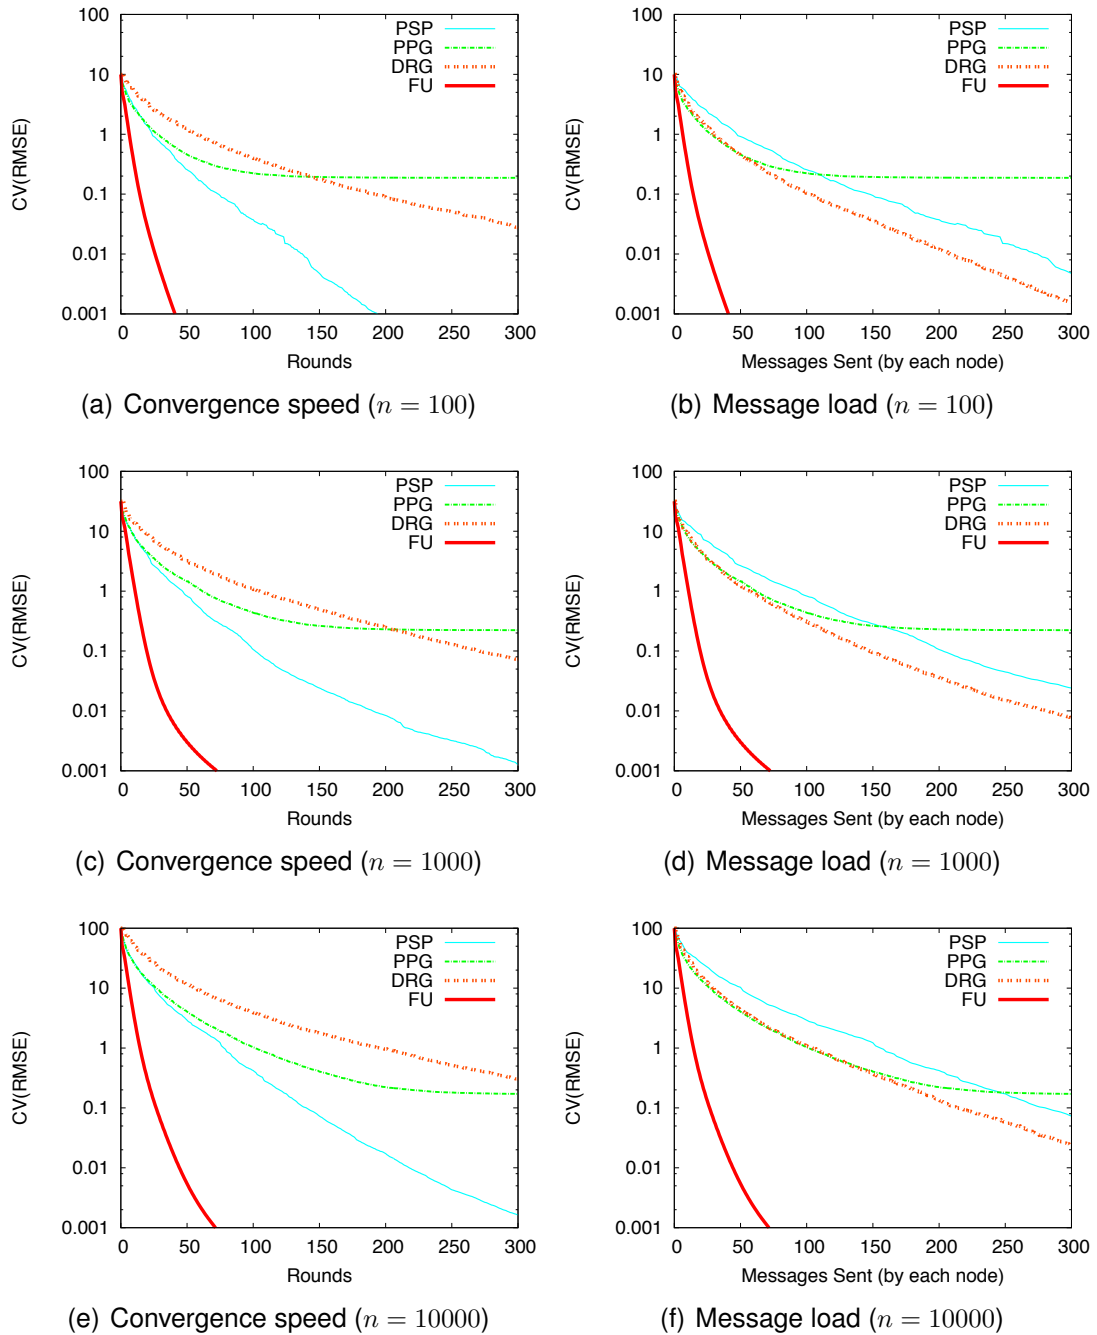 100
10
1
0.1
0.01
0.001
CV(RMSE)
0 50 100 150 200 250 300
Rounds
PSP
PPG
DRG
FU
(a) Convergence speed (n = 100)
100
10
1
0.1
0.01
0.001
CV(RMSE)
0 50 100 150 200 250 300
Messages Sent (by each node)
PSP
PPG
DRG
FU
(b) Message load (n = 100)
100
10
1
0.1
0.01
0.001
CV(RMSE)
0 50 100 150 200 250 300
Rounds
PSP
PPG
DRG
FU
(c) Convergence speed (n = 1000)
100
10
1
0.1
0.01
0.001
CV(RMSE)
0 50 100 150 200 250 300
Messages Sent (by each node)
PSP
PPG
DRG
FU
(d) Message load (n = 1000)
100
10
1
0.1
0.01
0.001
CV(RMSE)
0 50 100 150 200 250 300
Rounds
PSP
PPG
DRG
FU
(e) Convergence speed (n = 10000)
100
10
1
0.1
0.01
0.001
CV(RMSE)
0 50 100 150 200 250 300
Messages Sent (by each node)
PSP
PPG
DRG
FU
(f) Message load (n = 10000)